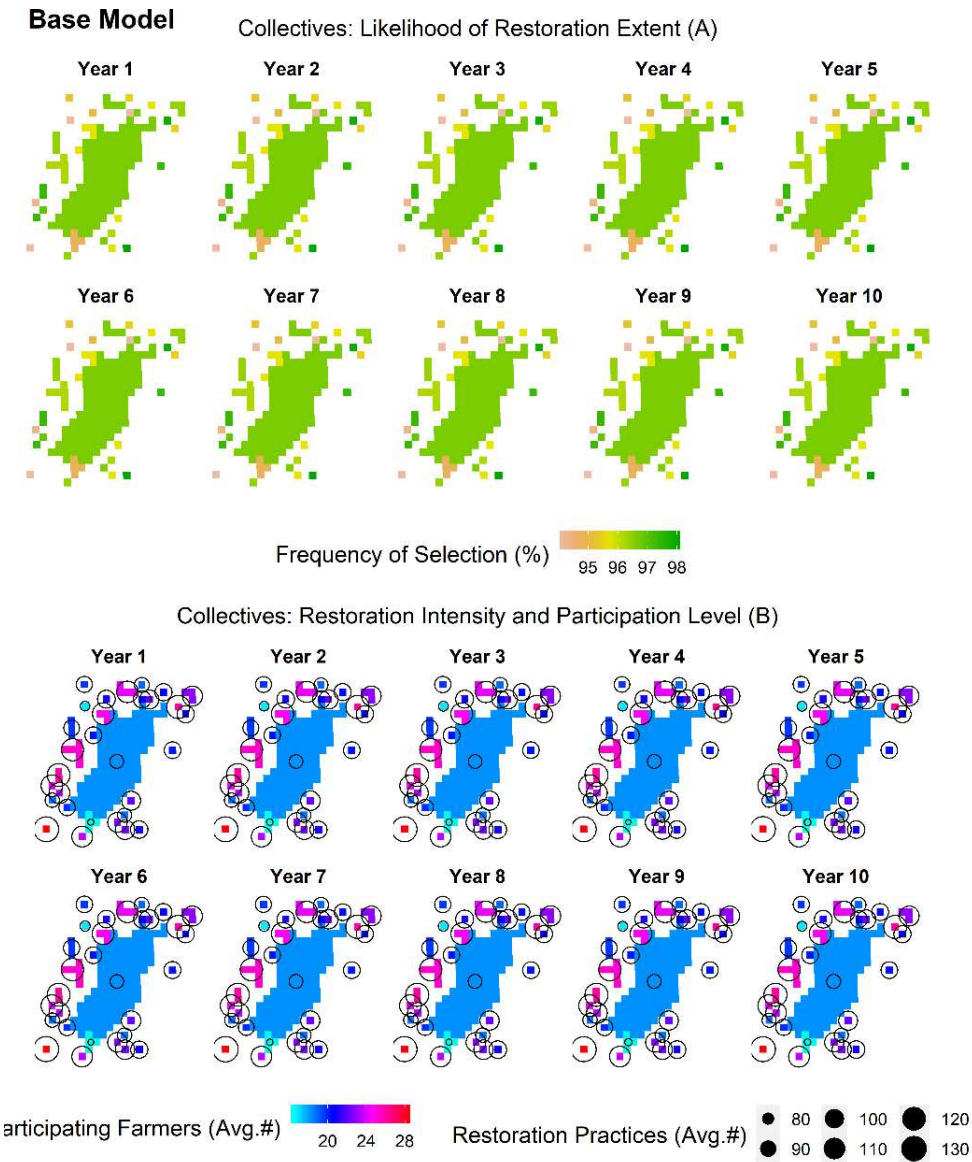 Base Model
Collectives: Likelihood of Restoration Extent (A)
Year 1 Year 2 Year 3 Year 4 Year 5
Year 6 Year 7 Year 8 Year 9 Year 10
Frequency of Selection (%)
95 96 97 98
Collectives: Restoration Intensity and Participation Level (B)
Year 1 Year 2 Year 3 Year 4 Year 5
Year 6 Year 7 Year 8 Year 9 Year 10
articipating Farmers (Avg.#)
20 24 28
Restoration Practices (Avg.#)
80 100 120
90 110 130